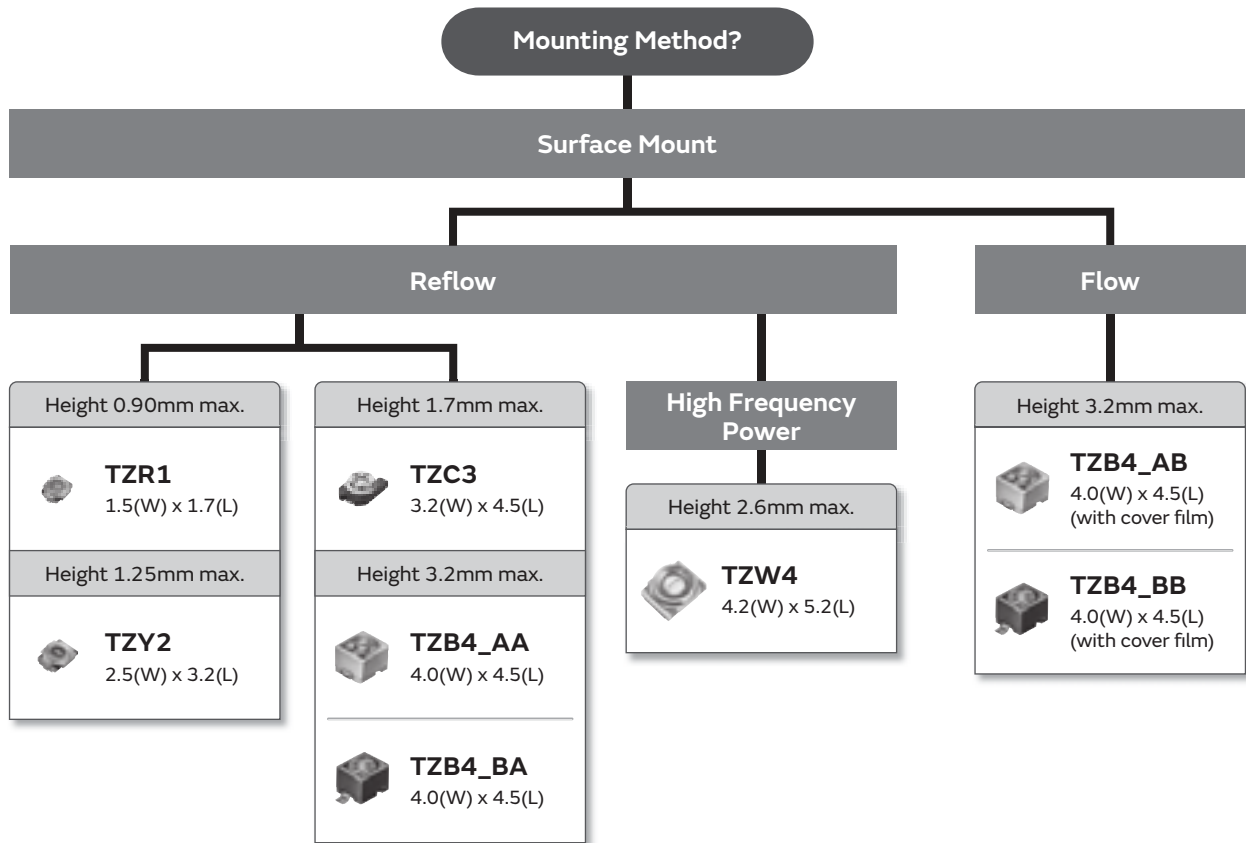 Mounting Method?
Surface Mount
Reflow
Flow
Height 0.90mm max.
TZR1
1.5(W) x 1.7(L)
Height 1.25mm max.
TZY2
2.5(W) x 3.2(L)
Height 1.7mm max.
TZC3
3.2(W) x 4.5(L)
Height 3.2mm max.
TZB4_AA
4.0(W) x 4.5(L)
TZB4_BA
4.0(W) x 4.5(L)
High Frequency
Power
Height 2.6mm max.
TZW4
4.2(W) x 5.2(L)
Height 3.2mm max.
TZB4_AB
4.0(W) x 4.5(L)
(with cover film)
TZB4_BB
4.0(W) x 4.5(L)
(with cover film)